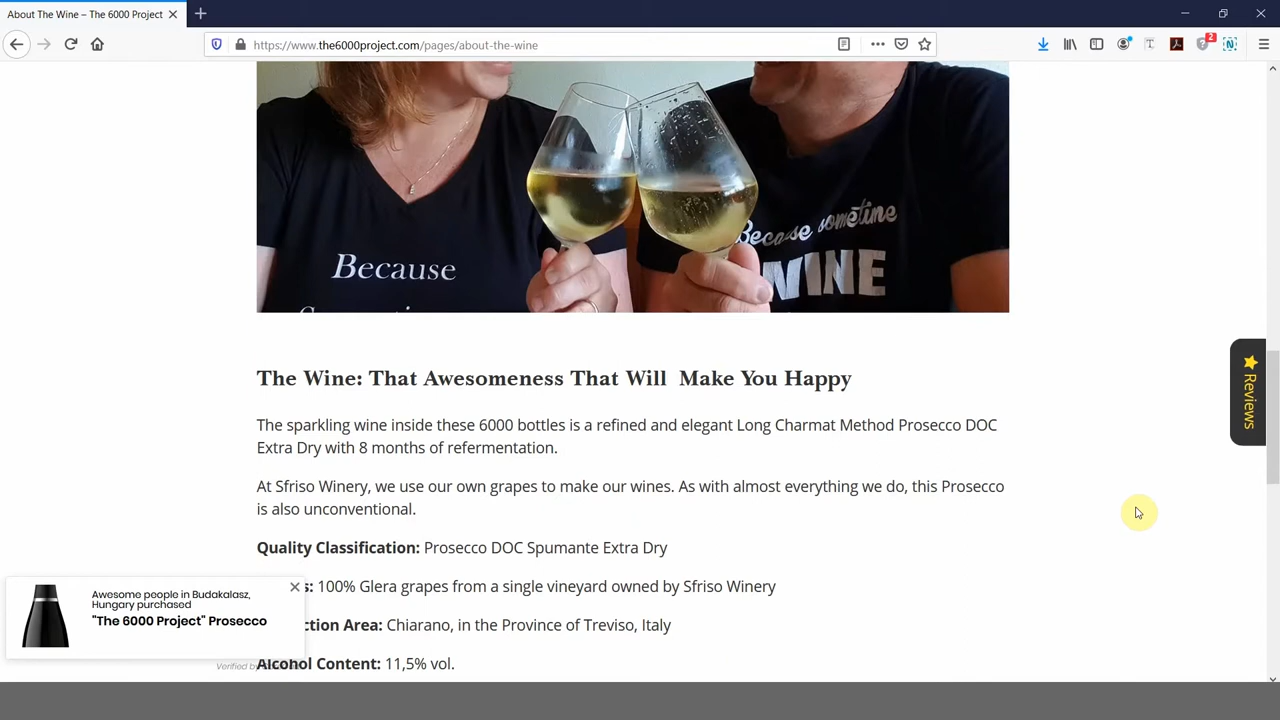 About The Wine – The 6000 Project
https://www.the6000project.com/pages/about-the-wine
2
Because
Because sometime
WINE
The Wine: That Awesomeness That Will Make You Happy
The sparkling wine inside these 6000 bottles is a refined and elegant Long Charmat Method Prosecco DOC
Extra Dry with 8 months of refermentation.
At Sfriso Winery, we use our own grapes to make our wines. As with almost everything we do, this Prosecco
is also unconventional.
Quality Classification: Prosecco DOC Spumante Extra Dry
100% Glera grapes from a single vineyard owned by Sfriso Winery
Area: Chiarano, in the Province of Treviso, Italy
Alcohol Content: 11,5% vol.
Awesome people in Budakalasz,
Hungary purchased
"The 6000 Project" Prosecco
Verified by
Reviews